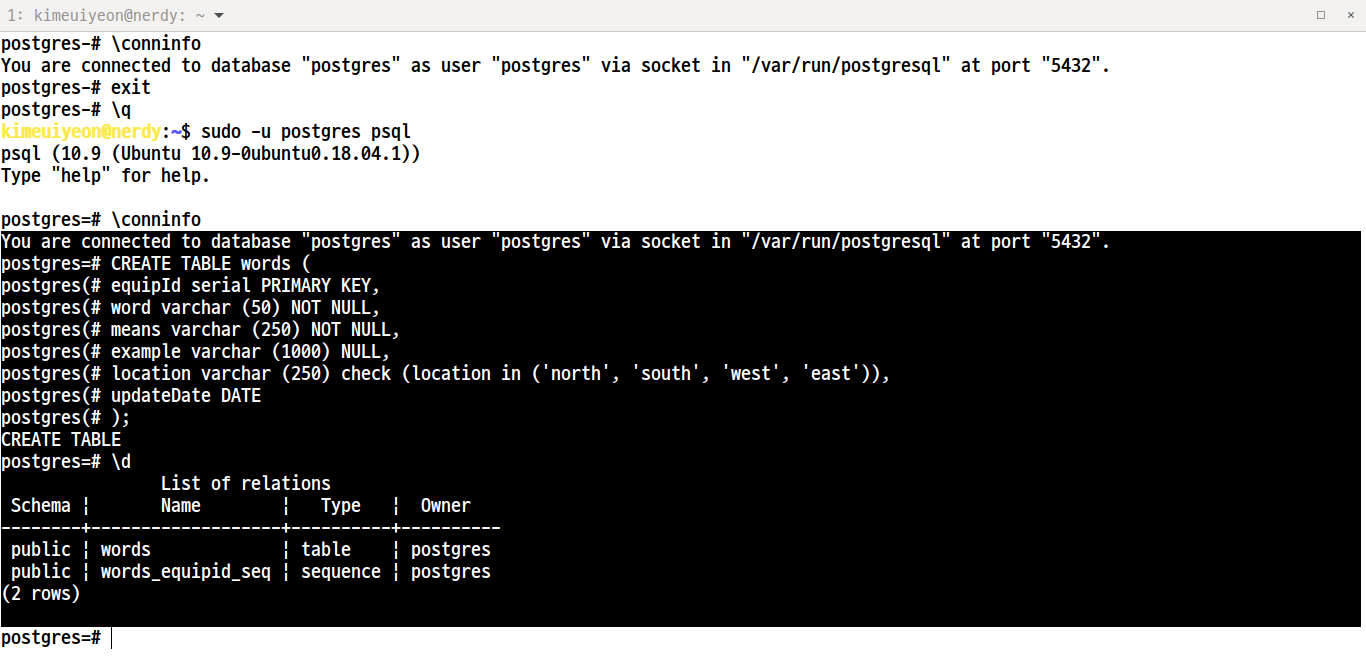 1: kimeuiyeon@nerdy: ~
postgres-# \conninfo
You are connected to database "postgres" as user "postgres" via socket in "/var/run/postgresql" at port "5432".
postgres-# exit
postgres-# \q
kimeuiyeon@nerdy:~$ sudo -u postgres psql
psql (10.9 (Ubuntu 10.9-0ubuntu0.18.04.1))
Type "help" for help.

postgres=# \conninfo
You are connected to database "postgres" as user "postgres" via socket in "/var/run/postgresql" at port "5432".
postgres=# CREATE TABLE words (
postgres(# equipId serial PRIMARY KEY,
postgres(# word varchar (50) NOT NULL,
postgres(# means varchar (250) NOT NULL,
postgres(# example varchar (1000) NULL,
postgres(# location varchar (250) check (location in ('north', 'south', 'west', 'east')),
postgres(# updateDate DATE
postgres(# );
CREATE TABLE
postgres=# \d
                List of relations
 Schema |       Name        |   Type   |  Owner
--------+-------------------+----------+----------
 public | words             | table    | postgres
 public | words_equipid_seq | sequence | postgres
(2 rows)

postgres=#